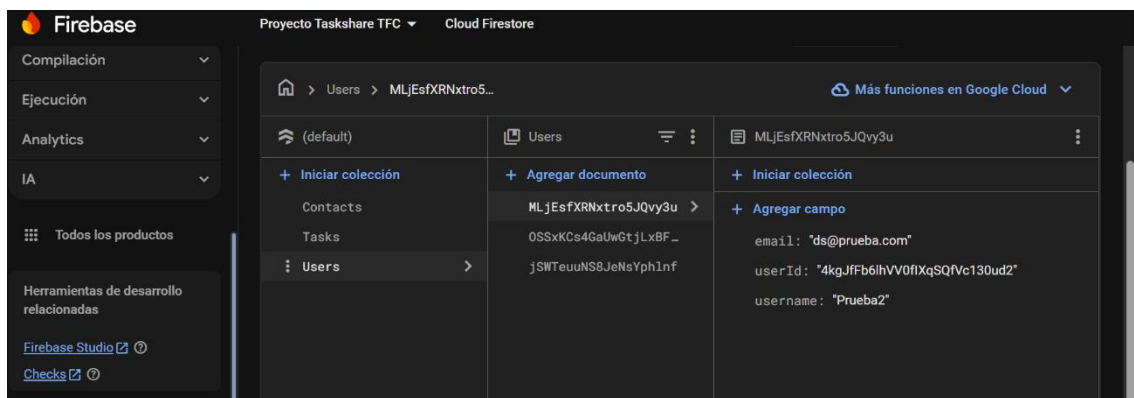 Firebase
Proyecto Taskshare TFC
Cloud Firestore
Compilación
Ejecución
Analytics
IA
Todos los productos
Herramientas de desarrollo
relacionadas
Firebase Studio
Checks
Users > MLjEsfXRNxtro5...
Más funciones en Google Cloud
(default)
+ Iniciar colección
Contacts
Tasks
Users
Users
+ Agregar documento
MLjEsfXRNxtro5JQvy3u
OSSxKCs4GaUwGtjLxBF…
jSWTeuuNS8JeNsYphlnf
MLjEsfXRNxtro5JQvy3u
+ Iniciar colección
+ Agregar campo
email: "ds@prueba.com"
userId: "4kgJfFb6lhVV0fIXqSQfVc130ud2"
username: "Prueba2"